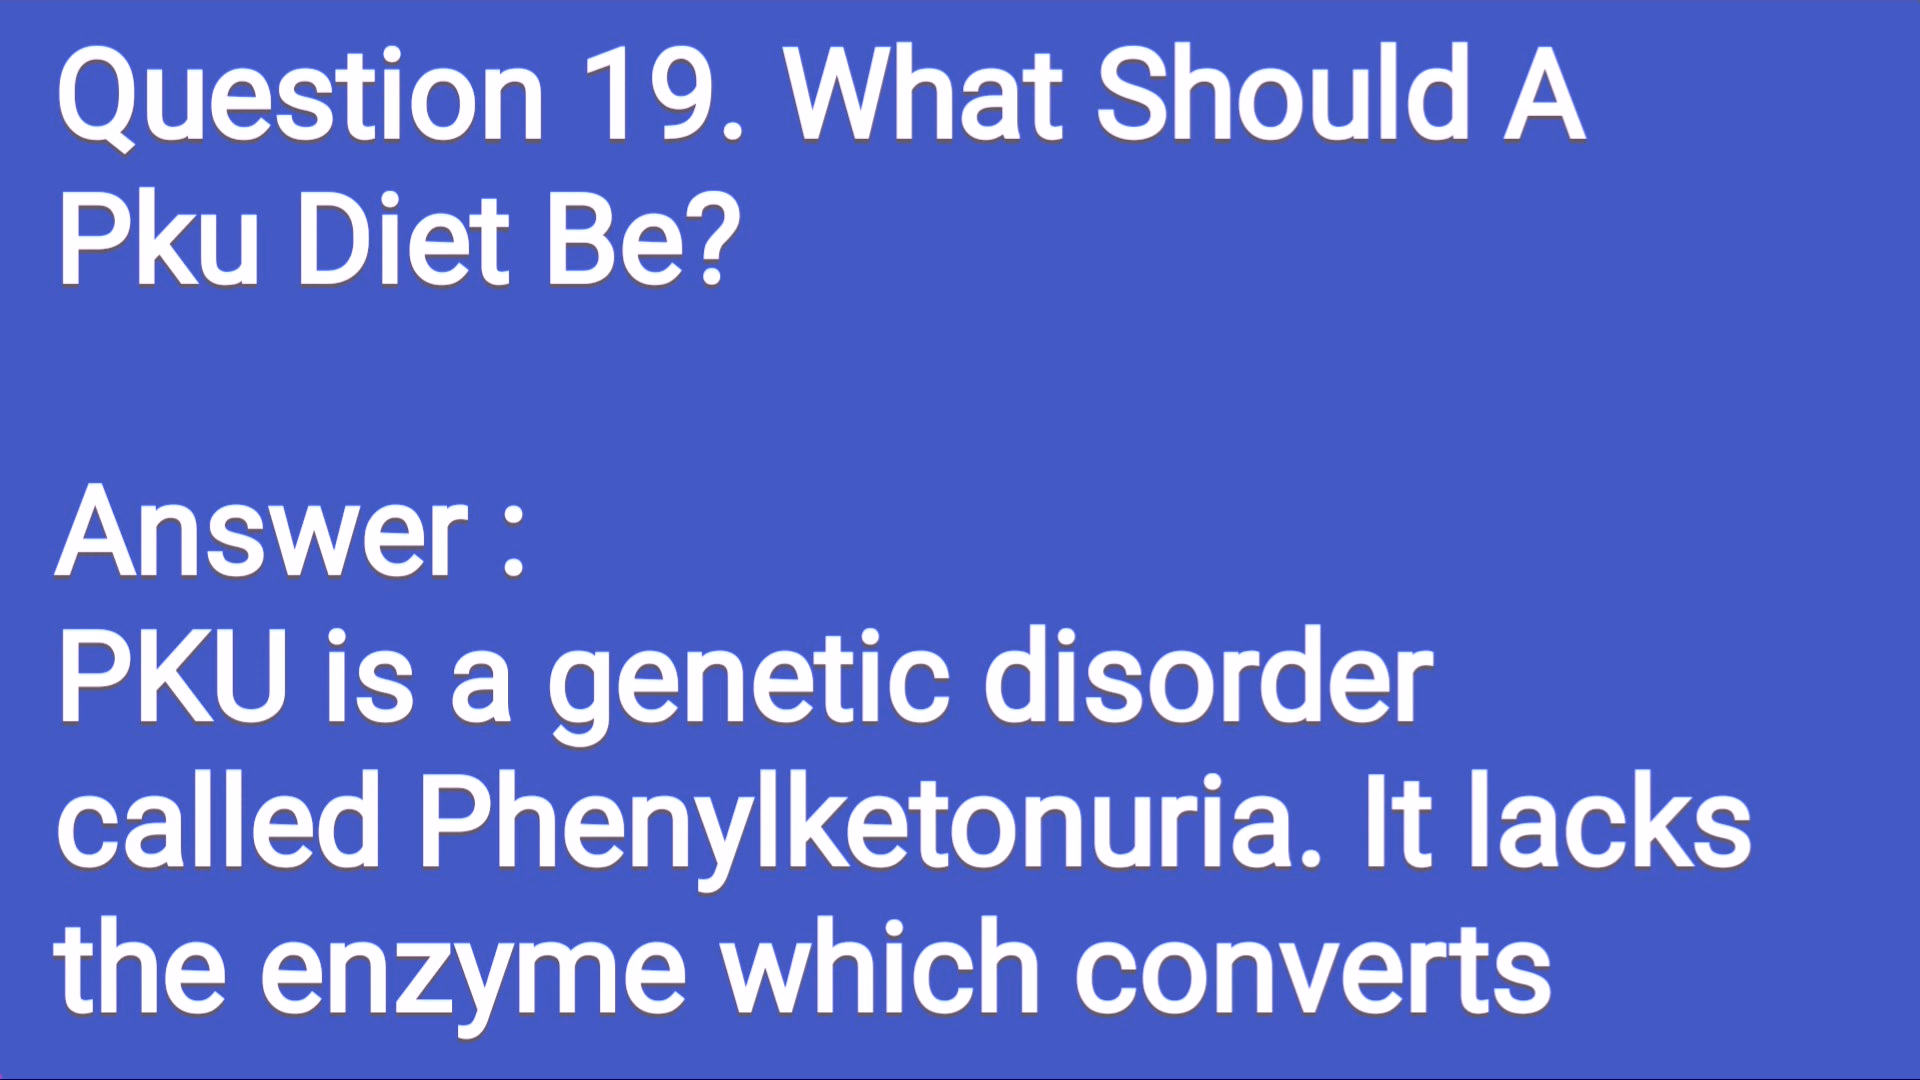 Question 19. What Should A
Pku Diet Be?
Answer :
PKU is a genetic disorder
called Phenylketonuria. It lacks
the enzyme which converts